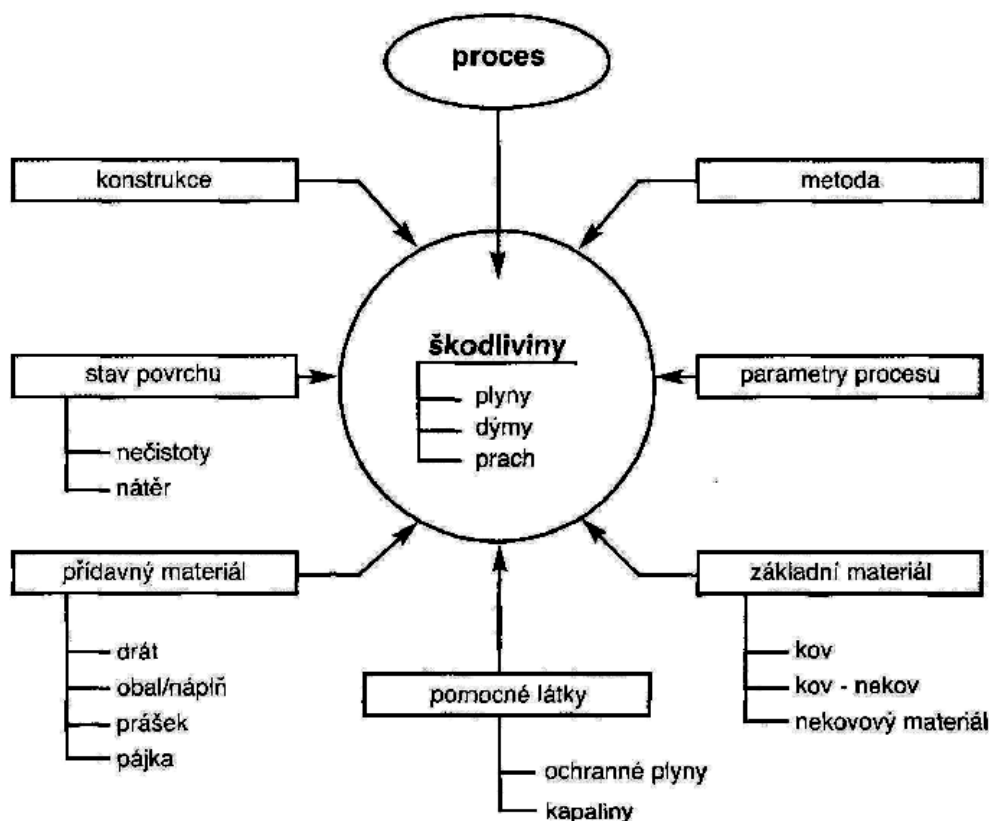 proces
konstrukce
metoda
škodliviny
plyny
dýmy
prach
stav povrchu
nečistoty
nátěr
parametry procesu
přídavný materiál
drát
obal/náplň
prášek
pájka
základní materiál
kov
kov - nekov
nekovový materiál
pomocné látky
ochranné plyny
kapaliny